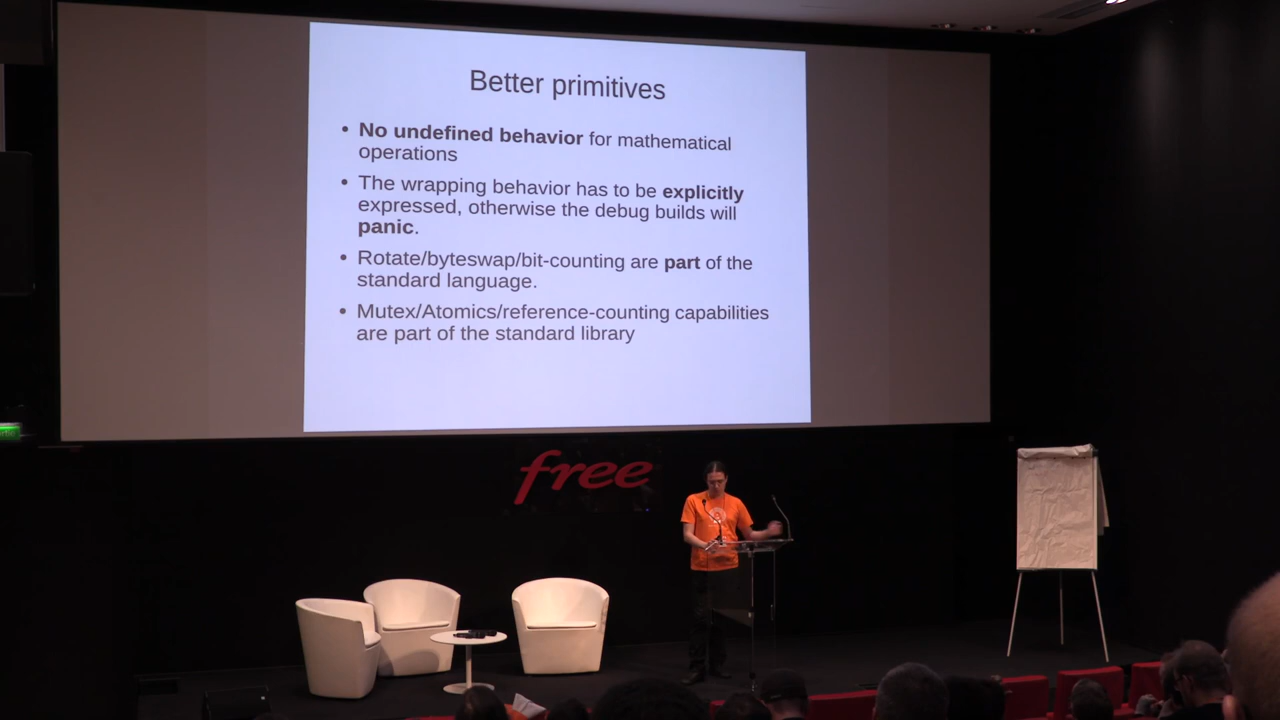 Better primitives
• No undefined behavior for mathematical
operations
• The wrapping behavior has to be explicitly
expressed, otherwise the debug builds will
panic.
• Rotate/byteswap/bit-counting are part of the
standard language.
• Mutex/Atomics/reference-counting capabilities
are part of the standard library
free